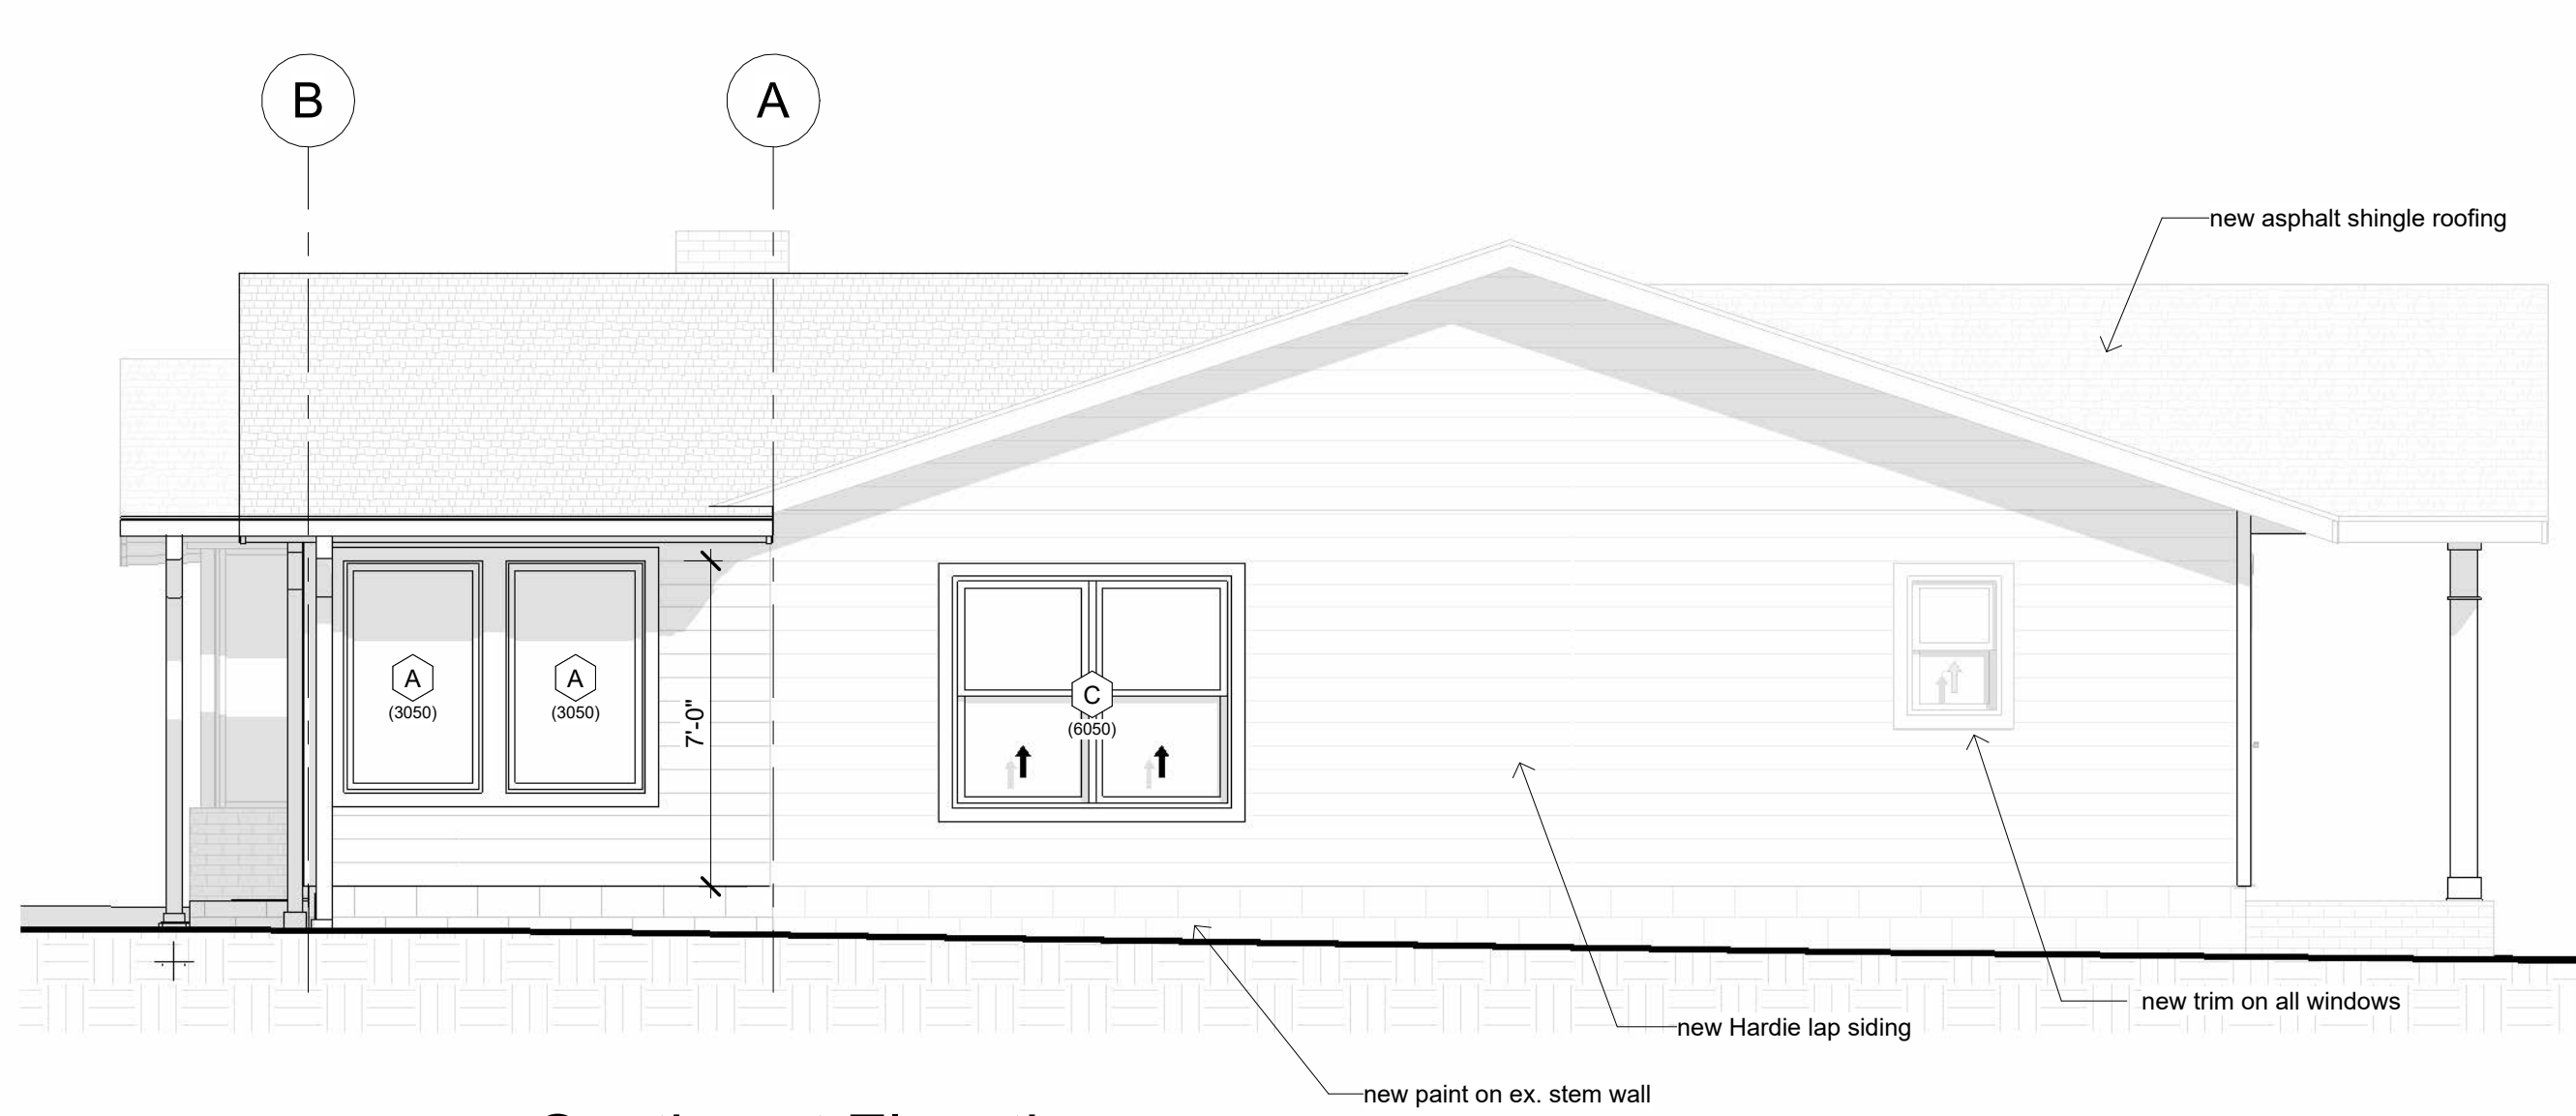 B
A
new asphalt shingle roofing
A
(3050)
A
(3050)
7'-0"
C
(6050)
new trim on all windows
new Hardie lap siding
new paint on ex. stem wall